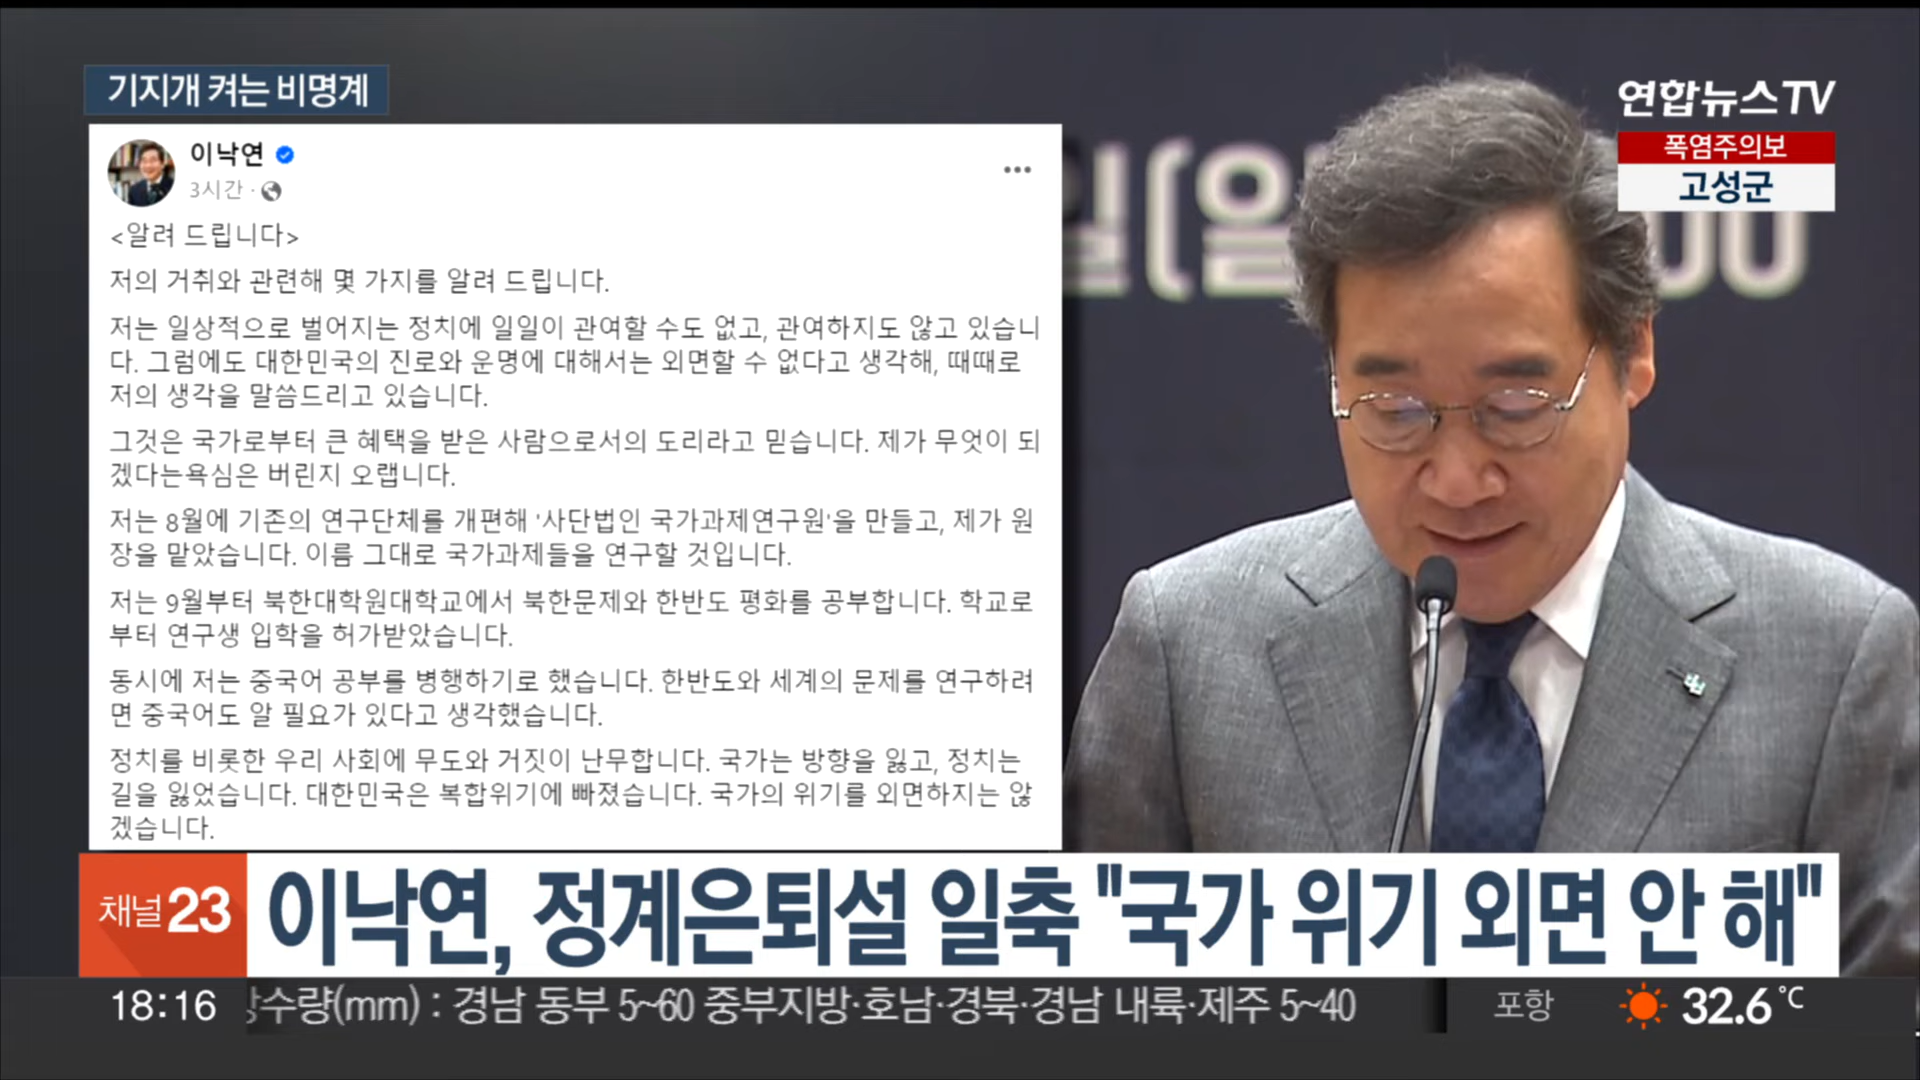 기지개 켜는 비명계
연합뉴스TV
폭염주의보
고성군
이낙연
3시간 ·
<알려 드립니다>
저의 거취와 관련해 몇 가지를 알려 드립니다.
저는 일상적으로 벌어지는 정치에 일일이 관여할 수도 없고, 관여하지도 않고 있습니
다. 그럼에도 대한민국의 진로와 운명에 대해서는 외면할 수 없다고 생각해, 때때로
저의 생각을 말씀드리고 있습니다.
그것은 국가로부터 큰 혜택을 받은 사람으로서의 도리라고 믿습니다. 제가 무엇이 되
겠다는욕심은 버린지 오랩니다.
저는 8월에 기존의 연구단체를 개편해 '사단법인 국가과제연구원'을 만들고, 제가 원
장을 맡았습니다. 이름 그대로 국가과제들을 연구할 것입니다.
저는 9월부터 북한대학원대학교에서 북한문제와 한반도 평화를 공부합니다. 학교로
부터 연구생 입학을 허가받았습니다.
동시에 저는 중국어 공부를 병행하기로 했습니다. 한반도와 세계의 문제를 연구하려
면 중국어도 알 필요가 있다고 생각했습니다.
정치를 비롯한 우리 사회에 무도와 거짓이 난무합니다. 국가는 방향을 잃고, 정치는
길을 잃었습니다. 대한민국은 복합위기에 빠졌습니다. 국가의 위기를 외면하지는 않
겠습니다.
채널23
이낙연, 정계은퇴설 일축 "국가 위기 외면 안 해"
18:16
수량(mm) : 경남 동부 5~60 중부지방·호남·경북·경남 내륙·제주 5~40
포항
32.6℃